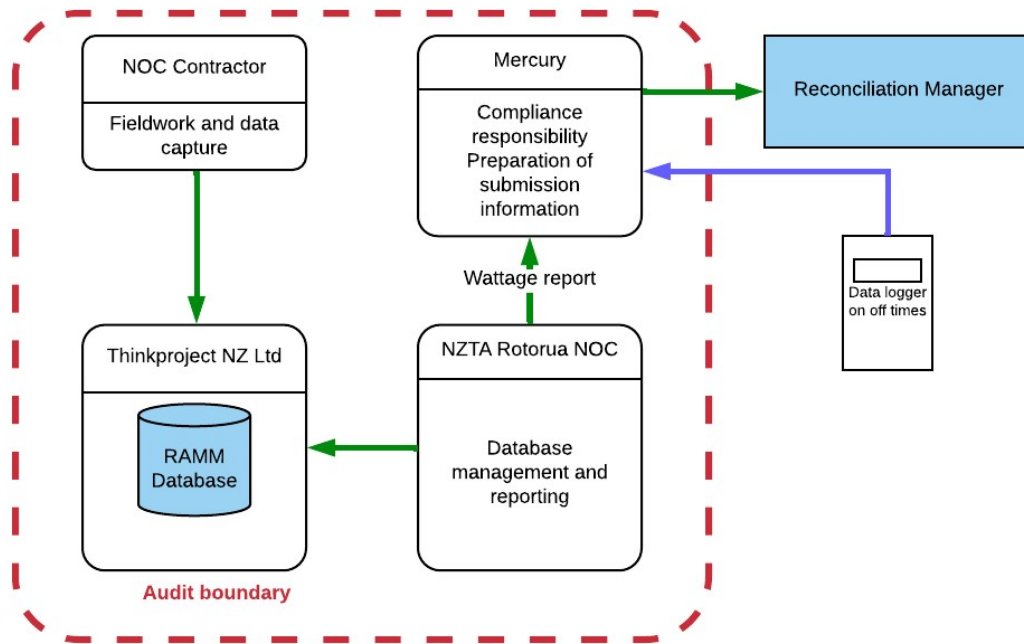 NOC Contractor
Fieldwork and data
capture
Mercury
Compliance
responsibility
Preparation of
submission
information
Reconciliation Manager
Data logger
on off times
Wattage report
Thinkproject NZ Ltd
RAMM
Database
NZTA Rotorua NOC
Database
management and
reporting
Audit boundary